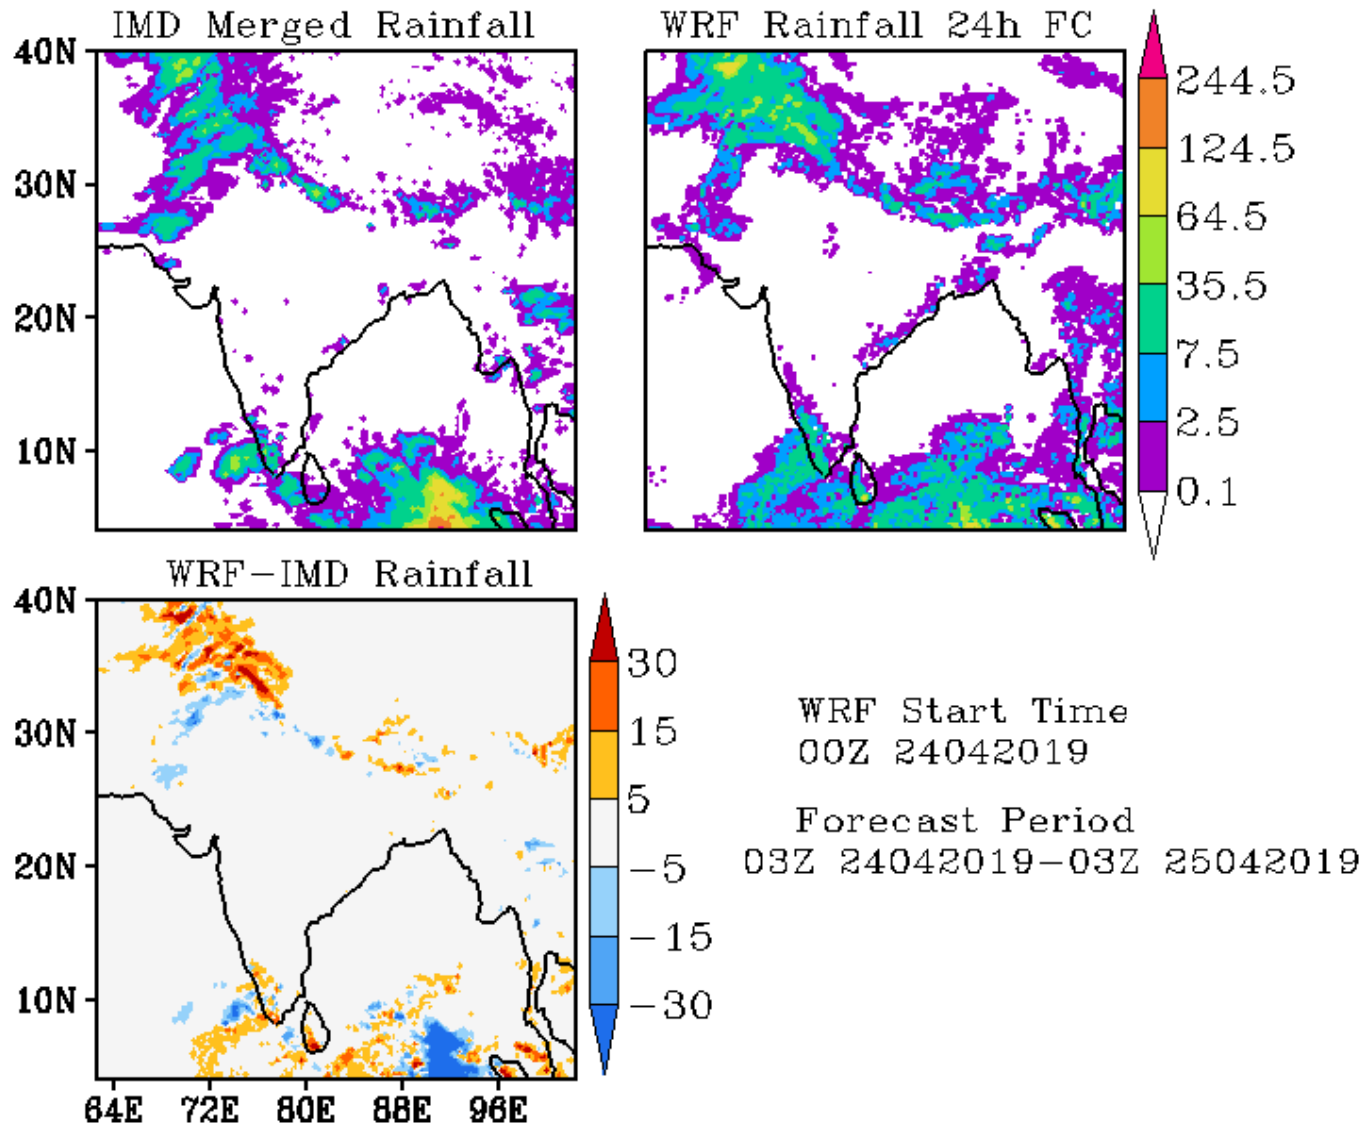 IMD Merged Rainfall
WRF Rainfall 24h FC
40N
30N
20N
10N
244.5
124.5
64.5
35.5
7.5
2.5
0.1
WRF-IMD Rainfall
40N
30N
20N
10N
64E 72E 80E 88E 96E
30
15
5
-5
-15
-30
WRF Start Time
00Z 24042019
Forecast Period
03Z 24042019-03Z 25042019